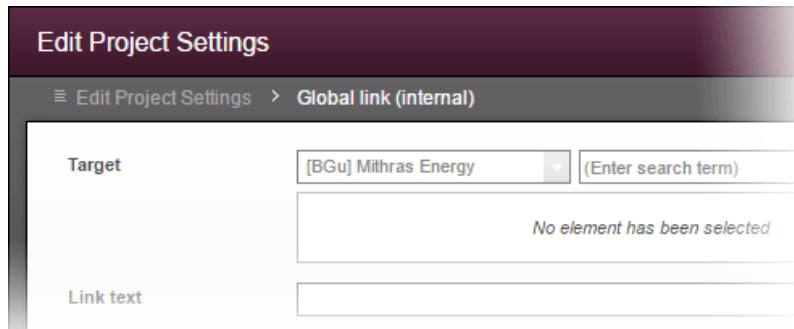 Edit Project Settings
Edit Project Settings > Global link (internal)
Target [BGu] Mithras Energy (Enter search term)
No element has been selected
Link text